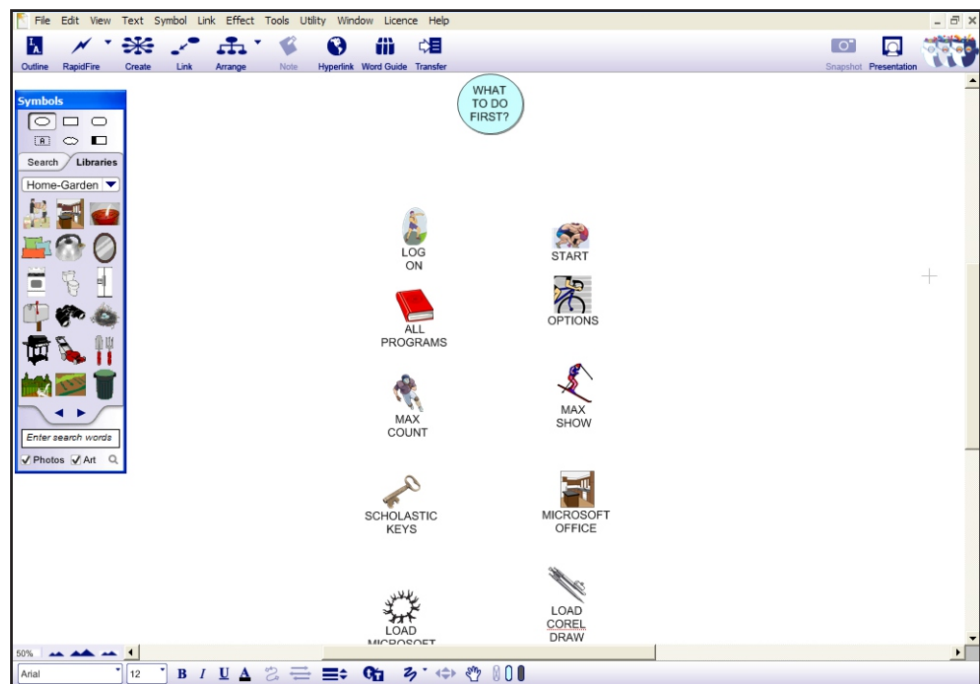 File Edit View Text Symbol Link Effect Tools Utility Window Licence Help
Outline RapidFire Create Link Arrange Note Hyperlink Word Guide Transfer Snapshot Presentation
WHAT
TO DO
FIRST?
Symbols
A
Search Libraries
Home-Garden
LOG
ON
START
ALL
PROGRAMS
OPTIONS
MAX
COUNT
MAX
SHOW
Enter search words
Photos Art
SCHOLASTIC
KEYS
MICROSOFT
OFFICE
LOAD
MICROSOFT
LOAD
COREL
DRAW
50%
Arial 12 B I U A